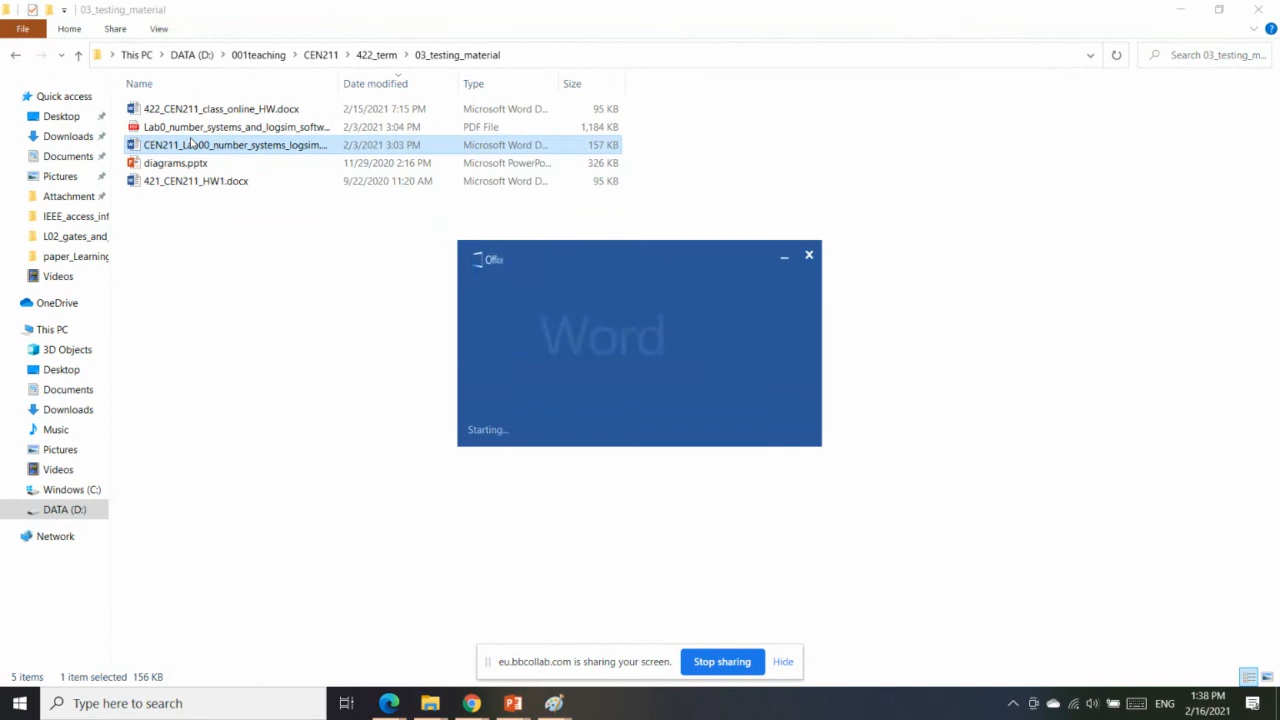 03_testing_material
File Home Share View
This PC DATA (D:) 001teaching CEN211 422_term 03_testing_material
Search 03_testing_m...
Name Date modified Type Size
422_CEN211_class_online_HW.docx 2/15/2021 7:15 PM Microsoft Word D... 95 KB
Lab0_number_systems_and_logsim_softw... 2/3/2021 3:04 PM PDF File 1,184 KB
CEN211_Lab00_number_systems_logsim.... 2/3/2021 3:03 PM Microsoft Word D... 157 KB
diagrams.pptx 11/29/2020 2:16 PM Microsoft PowerPo... 326 KB
421_CEN211_HW1.docx 9/22/2020 11:20 AM Microsoft Word D... 95 KB
Quick access
Desktop
Downloads
Documents
Pictures
Attachment
IEEE_access_inf
L02_gates_and_
paper_Learning
Videos
OneDrive
This PC
3D Objects
Desktop
Documents
Downloads
Music
Pictures
Videos
Windows (C:)
DATA (D:)
Network
Office
Word
Starting...
eu.bbcollab.com is sharing your screen. Stop sharing Hide
5 items 1 item selected 156 KB
Type here to search
ENG
1:38 PM
2/16/2021